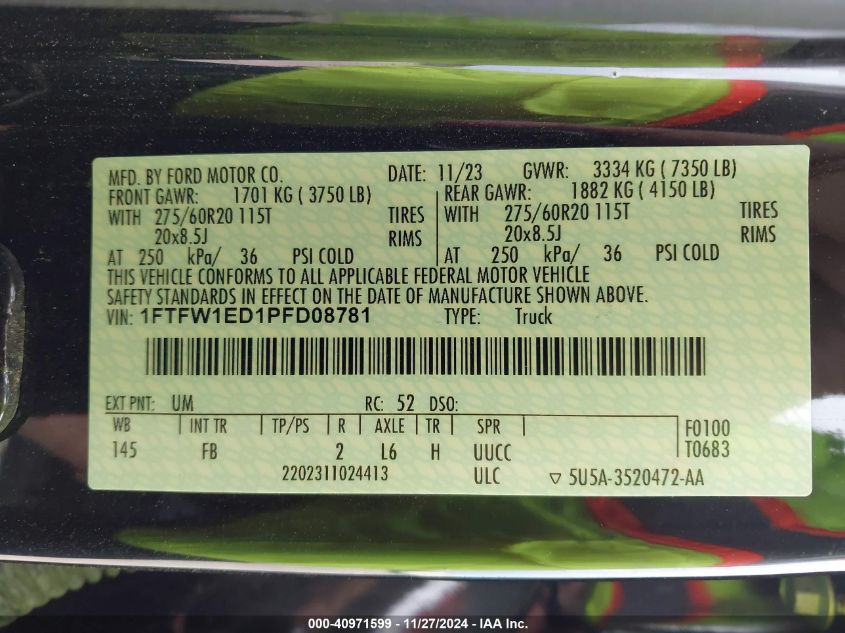 MFD. BY FORD MOTOR CO. DATE: 11/23 GVWR: 3334 KG ( 7350 LB)
FRONT GAWR: 1701 KG ( 3750 LB) REAR GAWR: 1882 KG ( 4150 LB)
WITH 275/60R20 115T TIRES WITH 275/60R20 115T TIRES
20x8.5J RIMS 20x8.5J RIMS
AT 250 kPa/ 36 PSI COLD AT 250 kPa/ 36 PSI COLD
THIS VEHICLE CONFORMS TO ALL APPLICABLE FEDERAL MOTOR VEHICLE
SAFETY STANDARDS IN EFFECT ON THE DATE OF MANUFACTURE SHOWN ABOVE.
VIN: 1FTFW1ED1PFD08781 TYPE: Truck
EXT PNT: UM RC: 52 DSO:
WB INT TR TP/PS R AXLE TR SPR F0100
145 FB 2 L6 H UUCC T0683
2202311024413 ULC ▽ 5U5A-3520472-AA
000-40971599 - 11/27/2024 - IAA Inc.